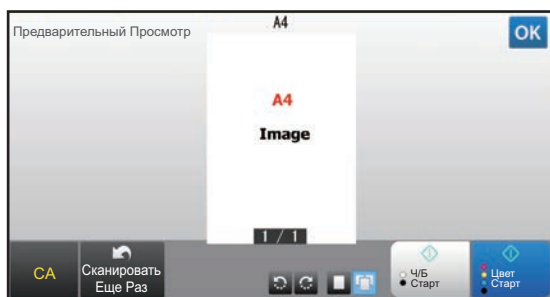 A4
Предварительный Просмотр
OK
A4
Image
1 / 1
CA
Сканировать
Еще Раз
Ч/Б
Старт
Цвет
Старт